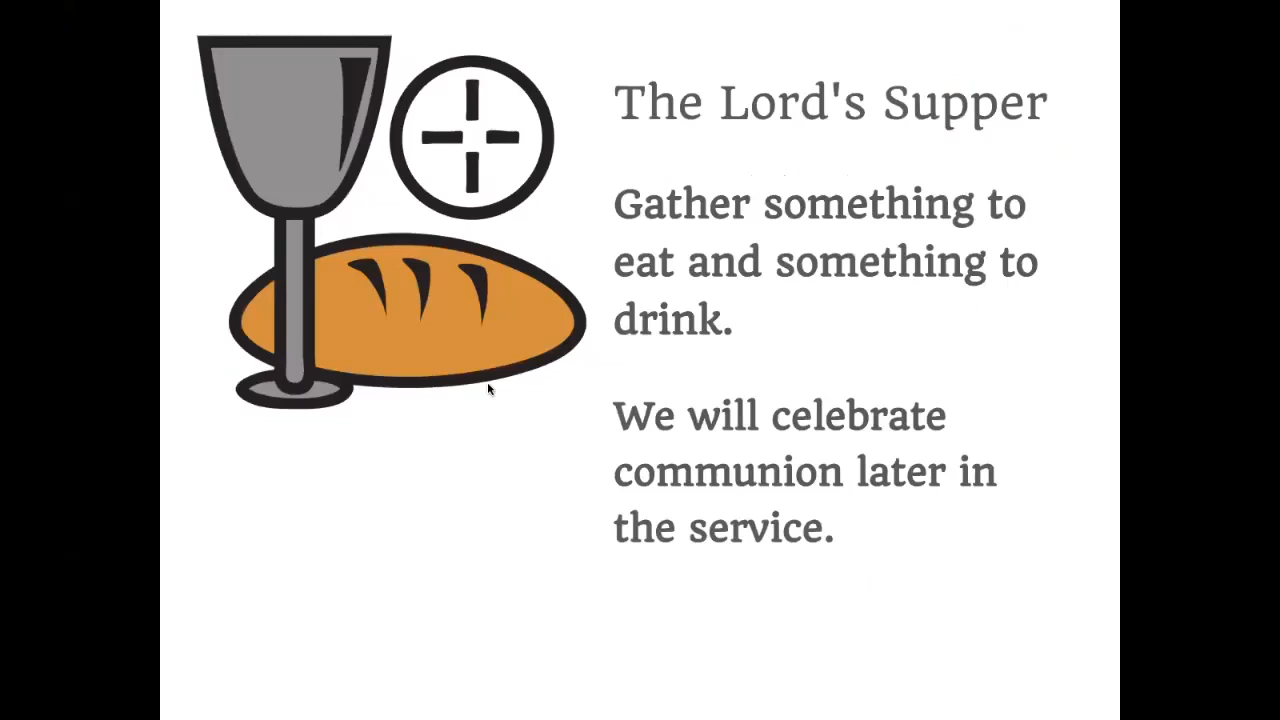 The Lord's Supper
Gather something to
eat and something to
drink.
We will celebrate
communion later in
the service.